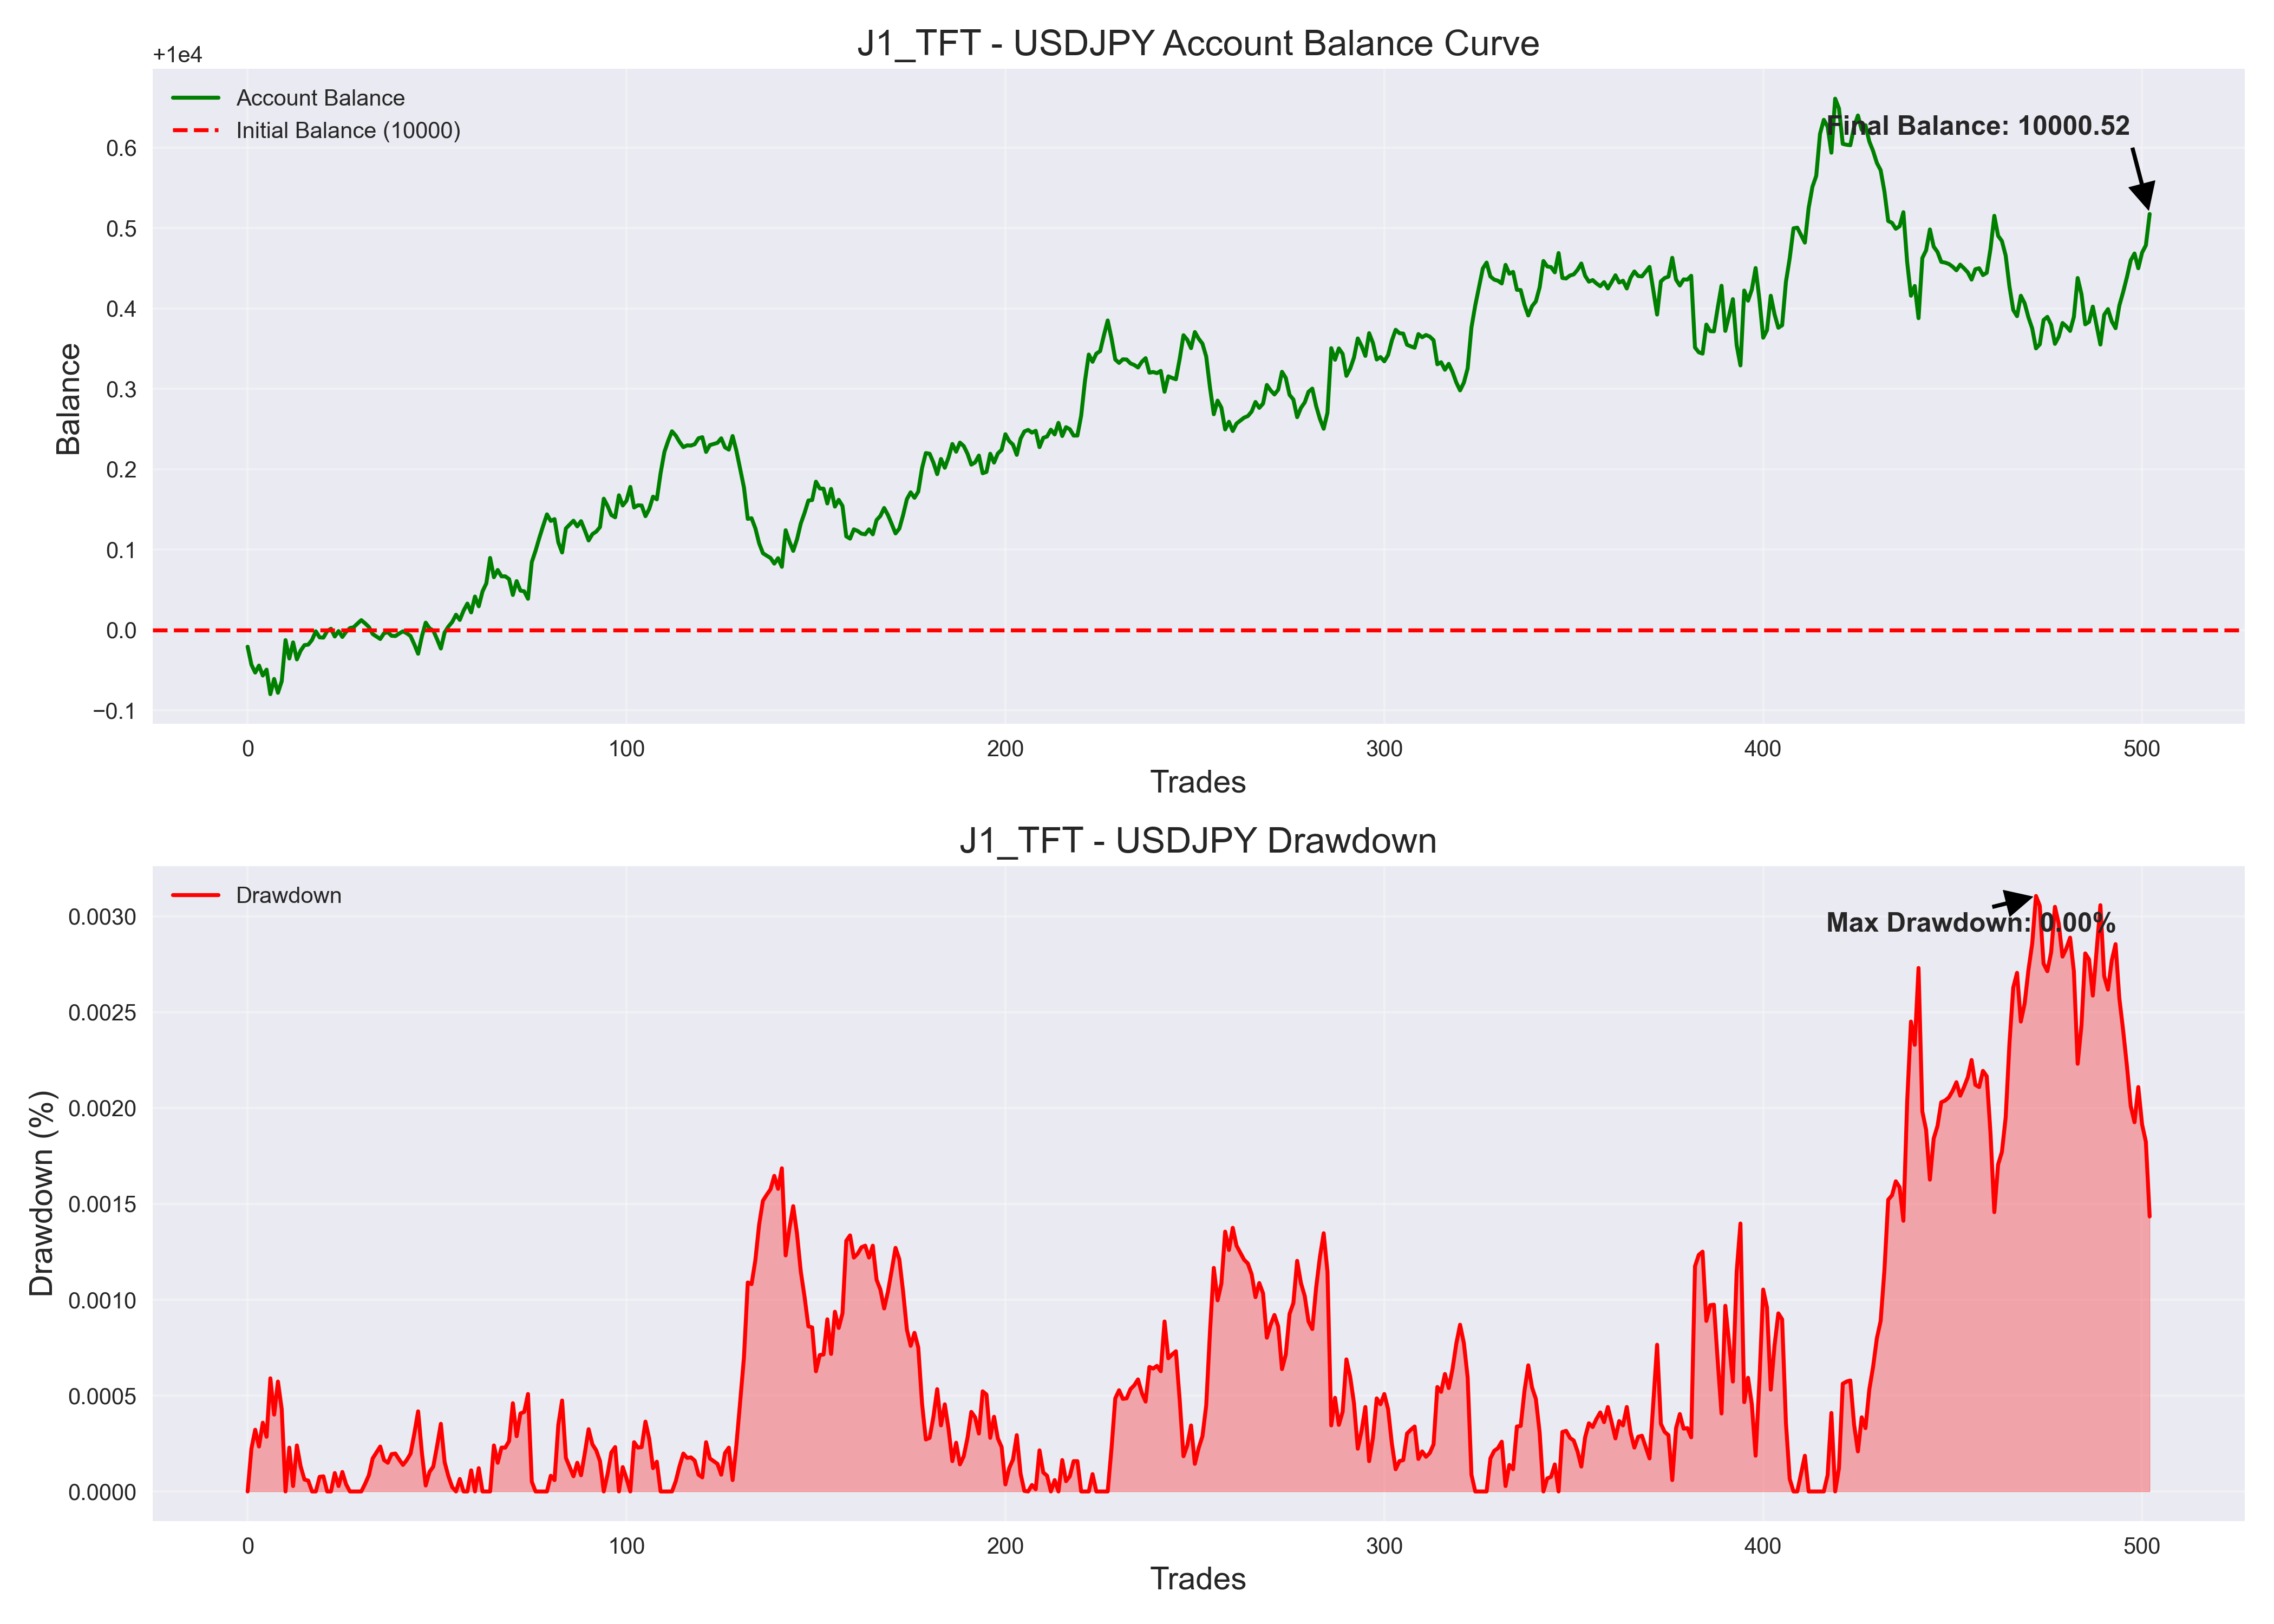 J1_TFT - USDJPY Account Balance Curve
+1e4
Account Balance
Initial Balance (10000)
Final Balance: 10000.52
0.6
0.5
0.4
0.3
0.2
0.1
0.0
−0.1
Balance
0
100
200
300
400
500
Trades
J1_TFT - USDJPY Drawdown
Drawdown
Max Drawdown: 0.00%
0.0030
0.0025
0.0020
0.0015
0.0010
0.0005
0.0000
Drawdown (%)
0
100
200
300
400
500
Trades